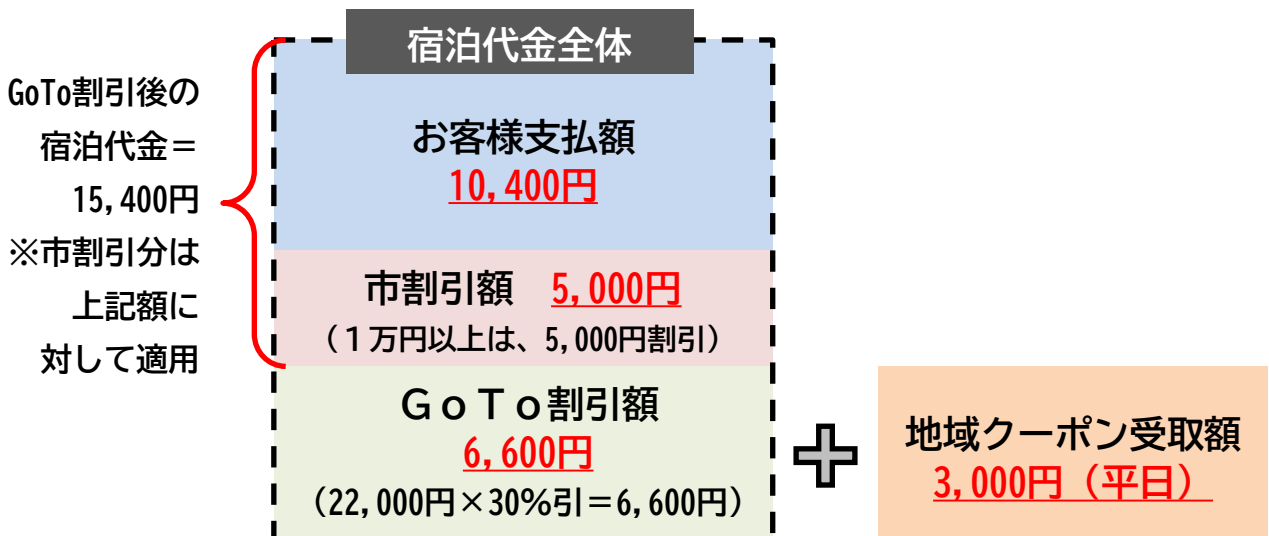 宿泊代金全体
GoTo割引後の
宿泊代金＝
15,400円
※市割引分は
上記額に
対して適用
お客様支払額
10,400円
市割引額　5,000円
（１万円以上は、5,000円割引）
ＧｏＴｏ割引額
6,600円
（22,000円×30％引＝6,600円）
地域クーポン受取額
3,000円（平日）